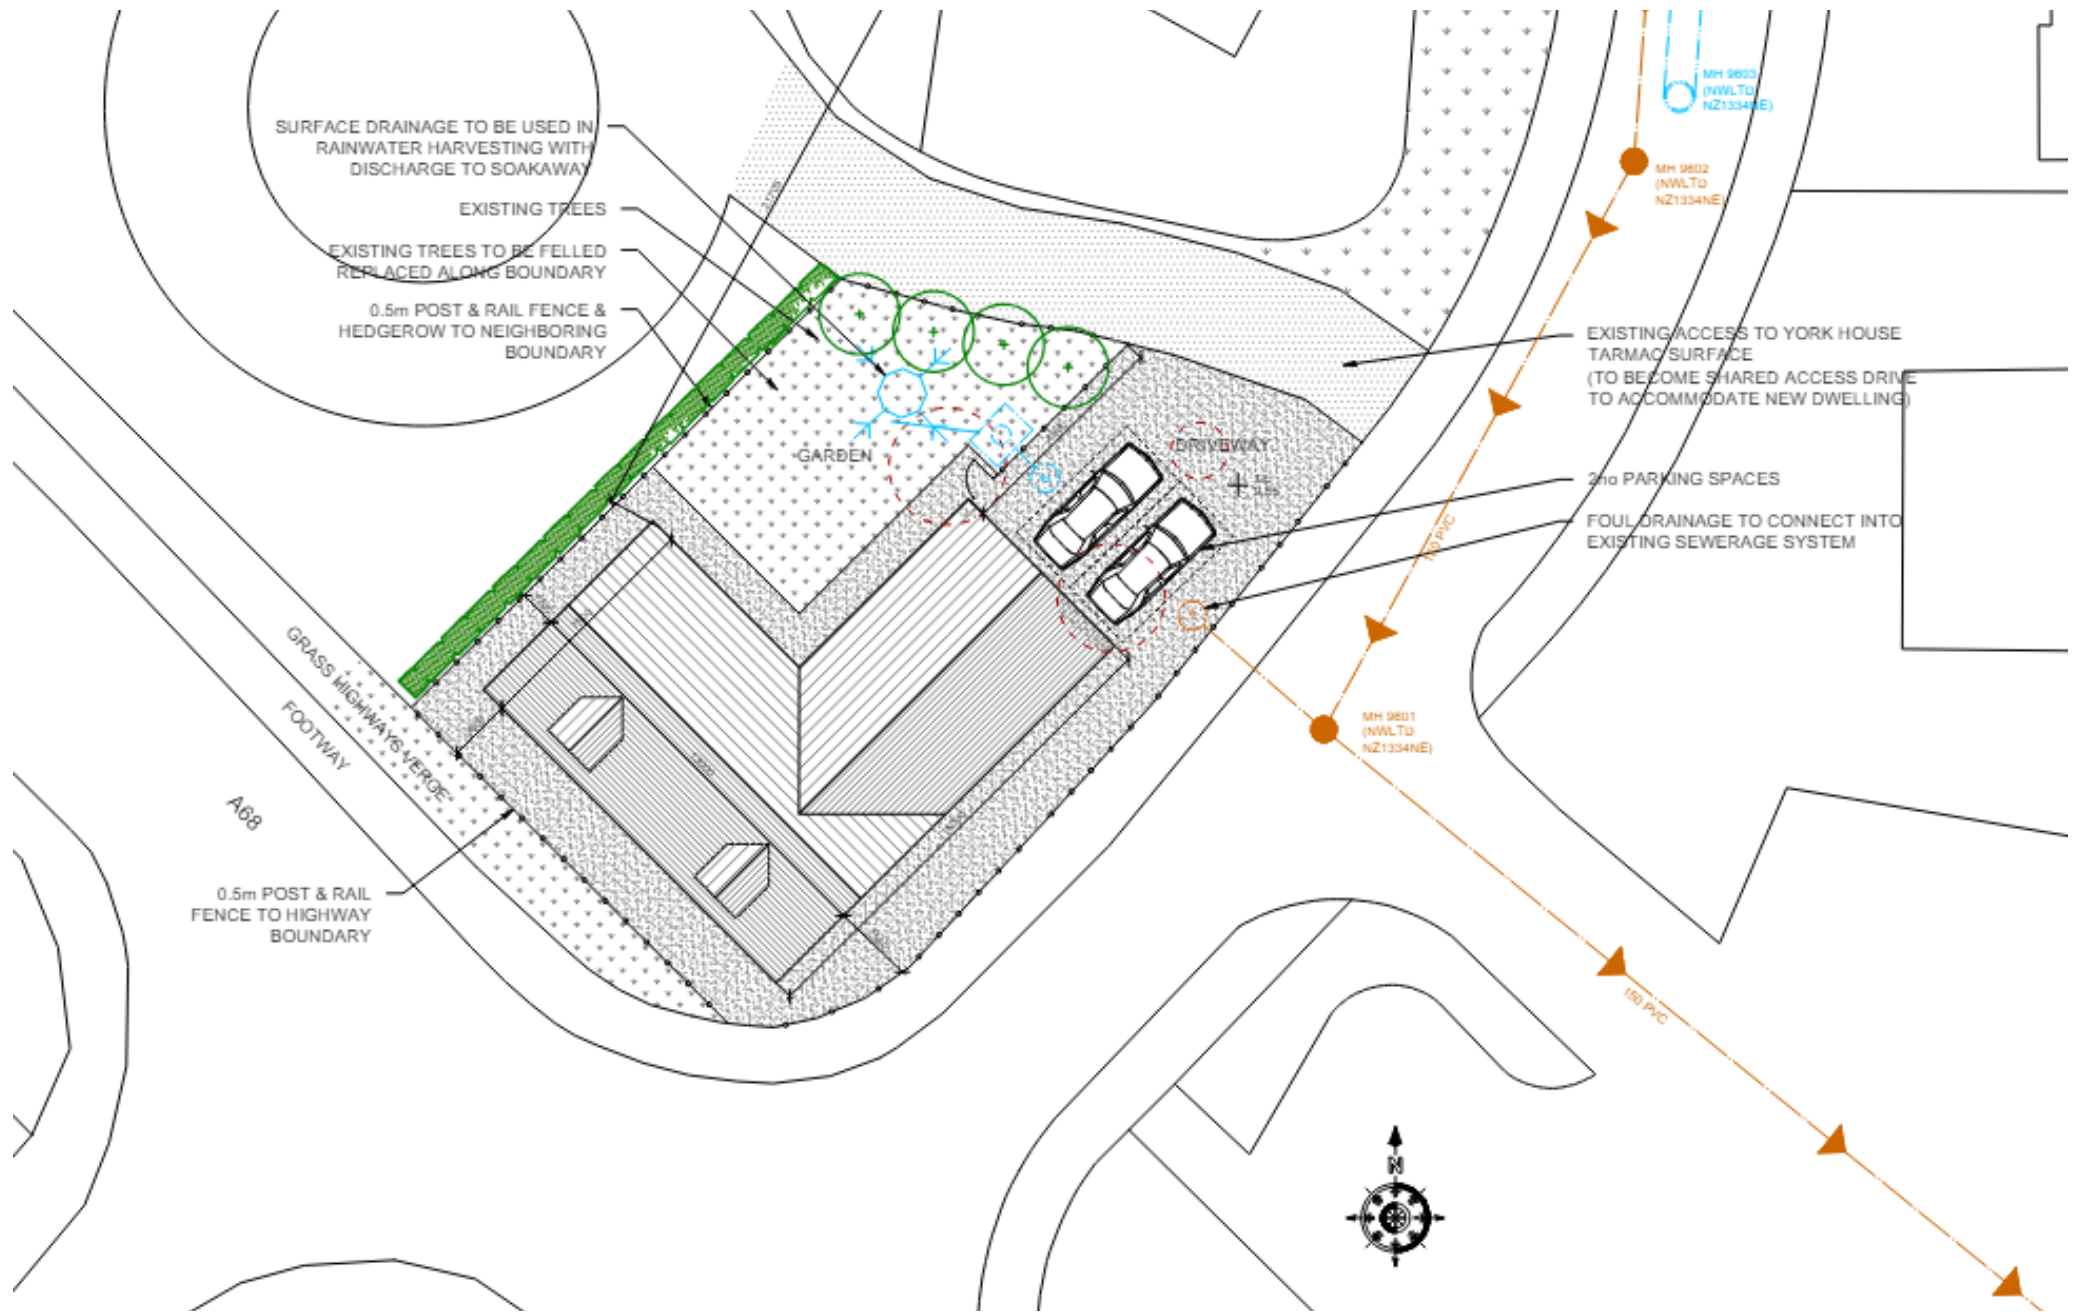 SURFACE DRAINAGE TO BE USED IN
RAINWATER HARVESTING WITH
DISCHARGE TO SOAKAWAY
EXISTING TREES
EXISTING TREES TO BE FELLED
REPLACED ALONG BOUNDARY
0.5m POST & RAIL FENCE &
HEDGEROW TO NEIGHBORING
BOUNDARY
MH 9603
(NWLTD
NZ1334NE)
MH 9602
(NWLTD
NZ1334NE)
EXISTING ACCESS TO YORK HOUSE
TARMAC SURFACE
(TO BECOME SHARED ACCESS DRIVE
TO ACCOMMODATE NEW DWELLING)
GARDEN
DRIVEWAY
2no PARKING SPACES
FOUL DRAINAGE TO CONNECT INTO
EXISTING SEWERAGE SYSTEM
PVC
MH 9601
(NWLTD
NZ1334NE)
GRASS HIGHWAYS VERGE
FOOTWAY
A68
0.5m POST & RAIL
FENCE TO HIGHWAY
BOUNDARY
150 PVC
N